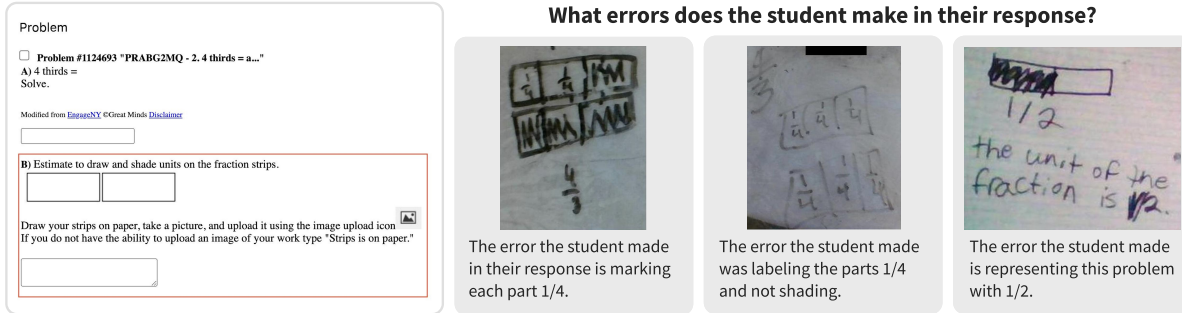 Problem
Problem #1124693 "PRABG2MQ - 2. 4 thirds = a..."
A) 4 thirds =
Solve.
Modified from EngageNY ©Great Minds Disclaimer
B) Estimate to draw and shade units on the fraction strips.
Draw your strips on paper, take a picture, and upload it using the image upload icon
If you do not have the ability to upload an image of your work type "Strips is on paper."
What errors does the student make in their response?
1/4 1/4
4/3
The error the student made
in their response is marking
each part 1/4.
1/4 1/4 1/4
1/4 1/4 1/4
The error the student made
was labeling the parts 1/4
and not shading.
1/2
the unit of the
fraction is 1/2.
The error the student made
is representing this problem
with 1/2.